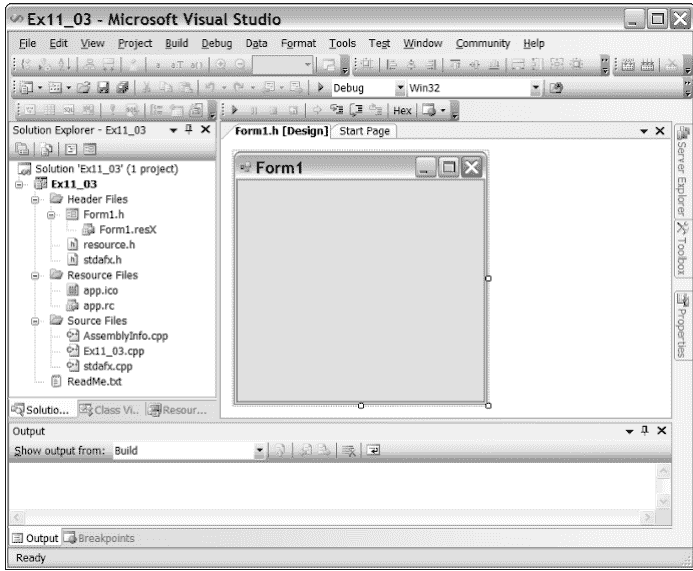 Ex11_03 - Microsoft Visual Studio
File Edit View Project Build Debug Data Format Tools Test Window Community Help
Debug Win32
Hex
Solution Explorer - Ex11_03
Form1.h [Design] Start Page
Solution 'Ex11_03' (1 project)
Ex11_03
Header Files
Form1.h
Form1.resX
resource.h
stdafx.h
Resource Files
app.ico
app.rc
Source Files
AssemblyInfo.cpp
Ex11_03.cpp
stdafx.cpp
ReadMe.txt
Solutio... Class Vi.. Resour...
Form1
Server Explorer
Toolbox
Properties
Output
Show output from: Build
Output Breakpoints
Ready